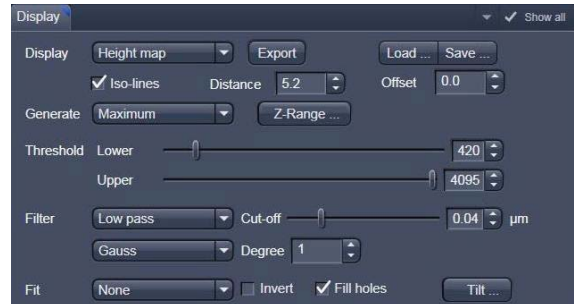 Display Show all
Display Height map Export Load ... Save ...
Iso-lines Distance 5.2 Offset 0.0
Generate Maximum Z-Range ...
Threshold Lower 420
Upper 4095
Filter Low pass Cut-off 0.04 µm
Gauss Degree 1
Fit None Invert Fill holes Tilt ...